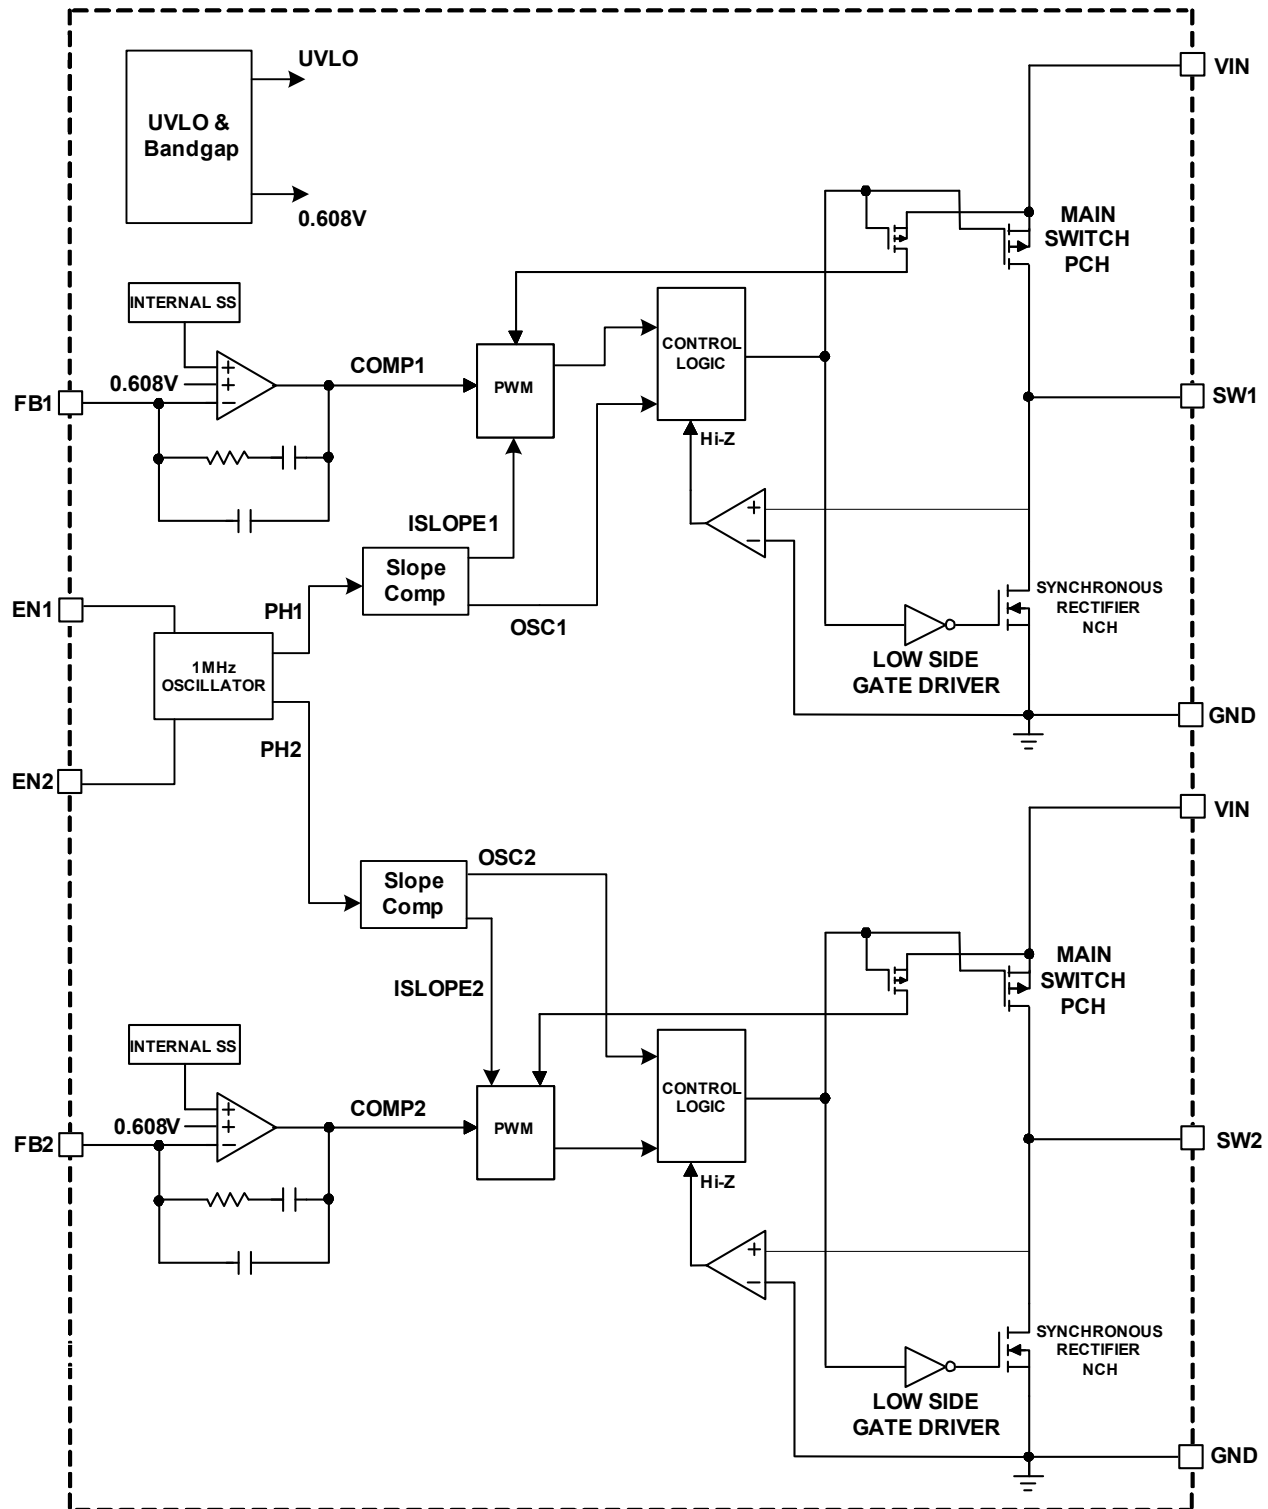 UVLO
VIN
UVLO &
Bandgap
0.608V
MAIN
SWITCH
PCH
INTERNAL SS
+
+
−
0.608V
FB1
COMP1
PWM
CONTROL
LOGIC
Hi-Z
SW1
ISLOPE1
+
−
Slope
Comp
EN1
PH1
OSC1
SYNCHRONOUS
RECTIFIER
NCH
LOW SIDE
GATE DRIVER
1MHz
OSCILLATOR
GND
PH2
EN2
VIN
OSC2
Slope
Comp
MAIN
SWITCH
PCH
ISLOPE2
INTERNAL SS
+
+
−
0.608V
FB2
COMP2
PWM
CONTROL
LOGIC
Hi-Z
SW2
+
−
SYNCHRONOUS
RECTIFIER
NCH
LOW SIDE
GATE DRIVER
GND